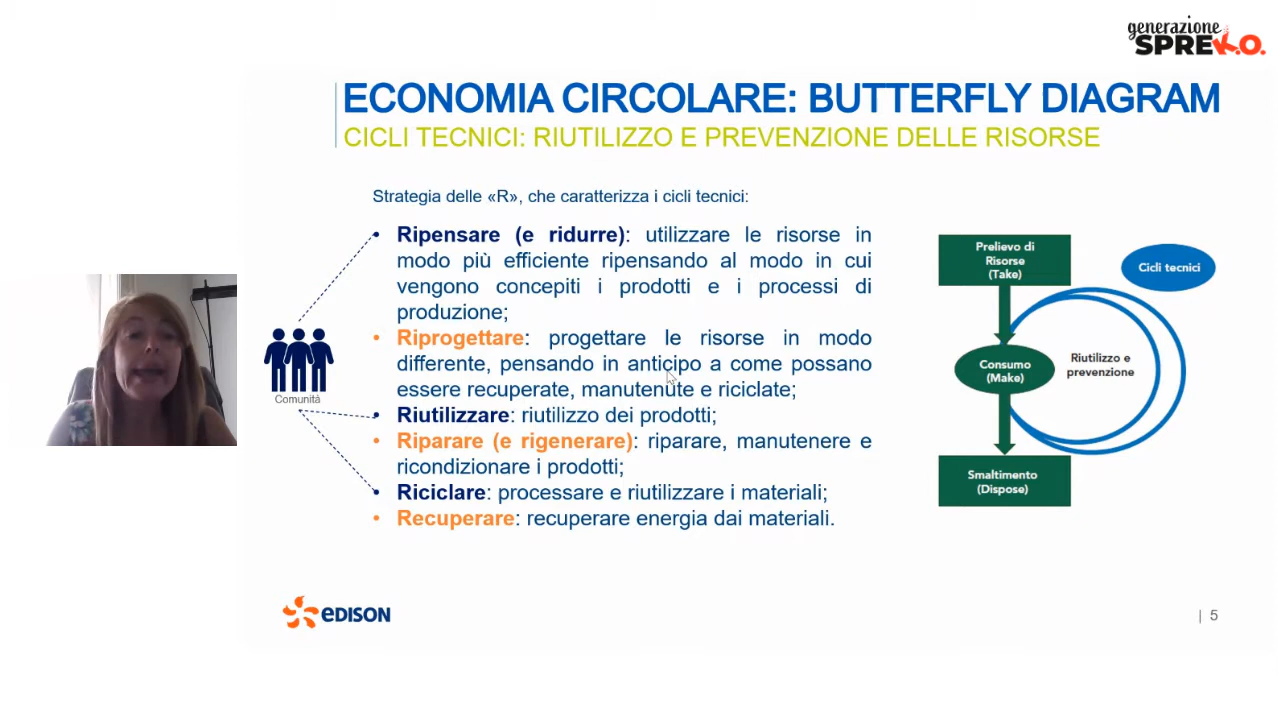 generazione
SPREK.O.
ECONOMIA CIRCOLARE: BUTTERFLY DIAGRAM
CICLI TECNICI: RIUTILIZZO E PREVENZIONE DELLE RISORSE
Strategia delle «R», che caratterizza i cicli tecnici:
• Ripensare (e ridurre): utilizzare le risorse in
modo più efficiente ripensando al modo in cui
vengono concepiti i prodotti e i processi di
produzione;
• Riprogettare: progettare le risorse in modo
differente, pensando in anticipo a come possano
essere recuperate, manutenute e riciclate;
• Riutilizzare: riutilizzo dei prodotti;
• Riparare (e rigenerare): riparare, manutenere e
ricondizionare i prodotti;
• Riciclare: processare e riutilizzare i materiali;
• Recuperare: recuperare energia dai materiali.
Comunità
Prelievo di
Risorse
(Take)
Cicli tecnici
Consumo
(Make)
Riutilizzo e
prevenzione
Smaltimento
(Dispose)
EDISON
| 5